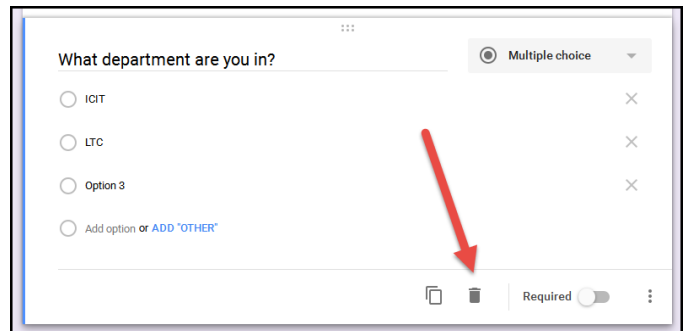 What department are you in?
Multiple choice
ICIT
LTC
Option 3
Add option or ADD "OTHER"
Required